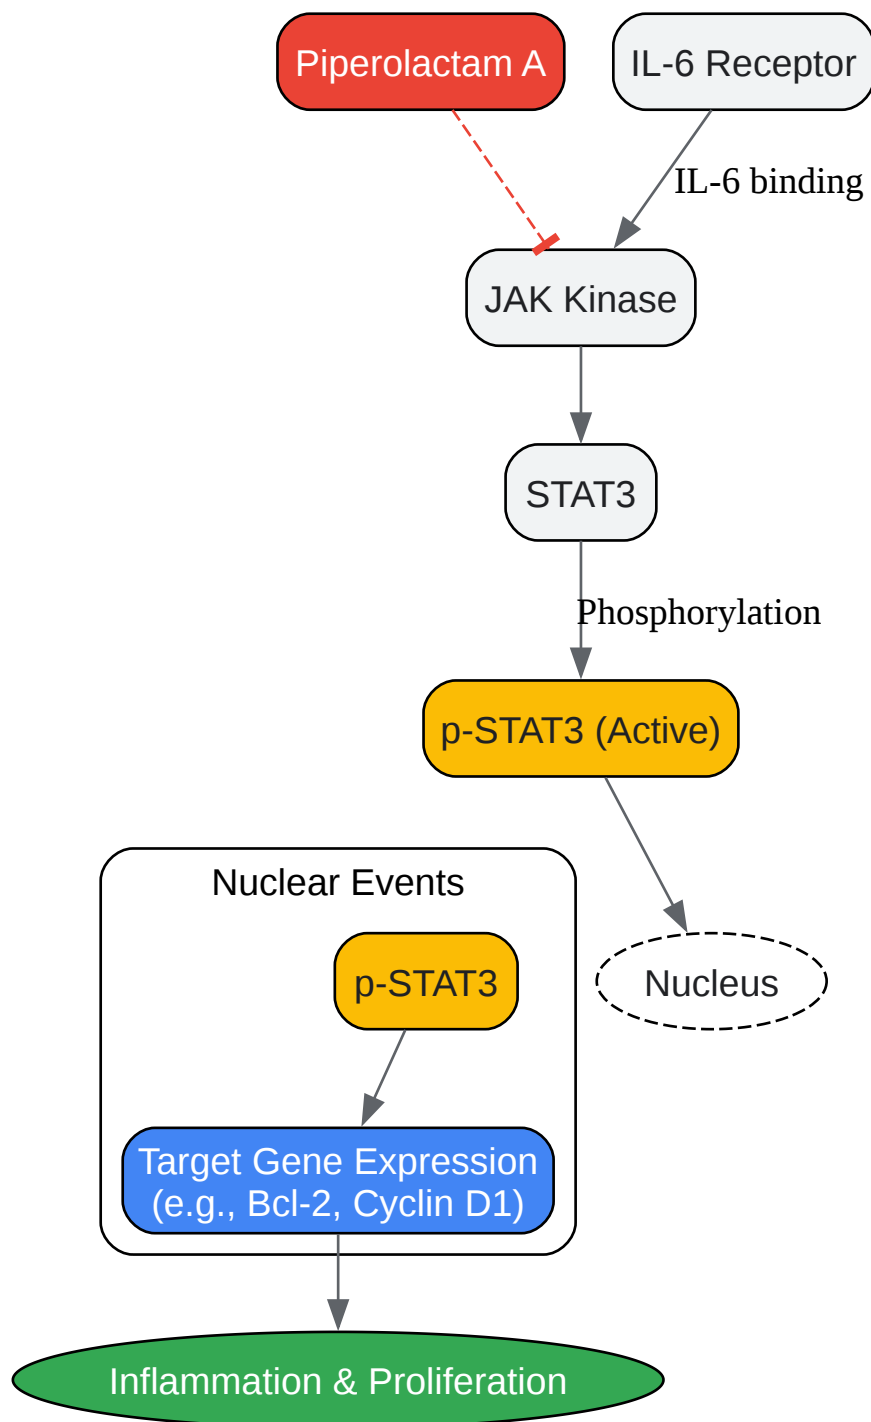 Piperolactam A
IL-6 Receptor
IL-6 binding
JAK Kinase
STAT3
Phosphorylation
p-STAT3 (Active)
Nuclear Events
p-STAT3
Nucleus
Target Gene Expression
(e.g., Bcl-2, Cyclin D1)
Inflammation & Proliferation